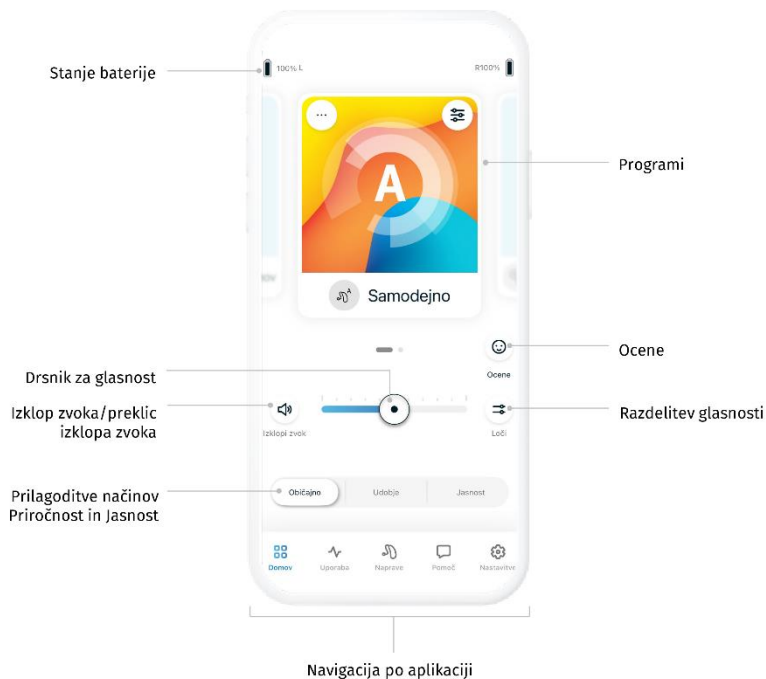 Stanje baterije
100% L
R100%
Programi
A
Samodejno
Ocene
Ocene
Drsnik za glasnost
Izklop zvoka/preklic
izklopa zvoka
Izklopi zvok
Razdelitev glasnosti
Loči
Prilagoditve načinov
Priročnost in Jasnost
Običajno
Udobje
Jasnost
Domov
Uporaba
Naprave
Pomoč
Nastavitve
Navigacija po aplikaciji